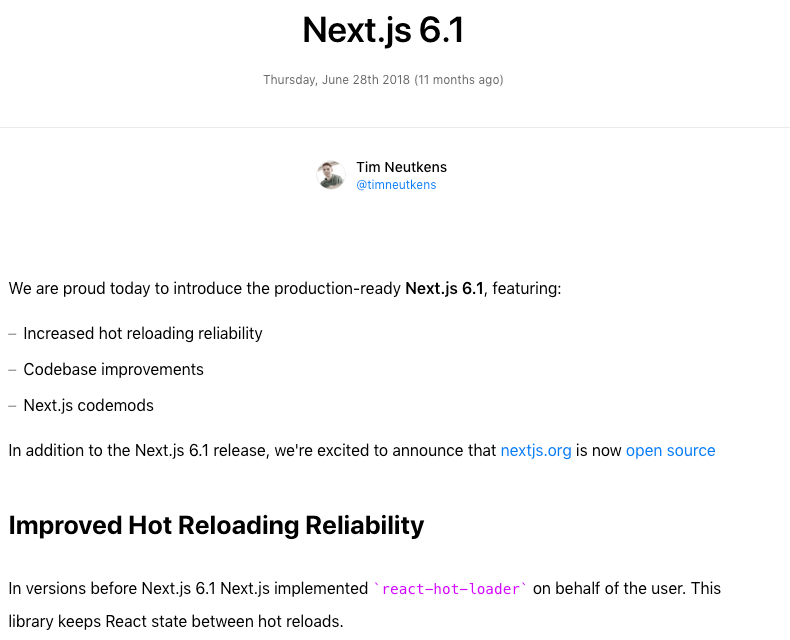 Next.js 6.1
Thursday, June 28th 2018 (11 months ago)
Tim Neutkens
@timneutkens
We are proud today to introduce the production-ready Next.js 6.1, featuring:
– Increased hot reloading reliability
– Codebase improvements
– Next.js codemods
In addition to the Next.js 6.1 release, we're excited to announce that nextjs.org is now open source
Improved Hot Reloading Reliability
In versions before Next.js 6.1 Next.js implemented `react-hot-loader` on behalf of the user. This
library keeps React state between hot reloads.